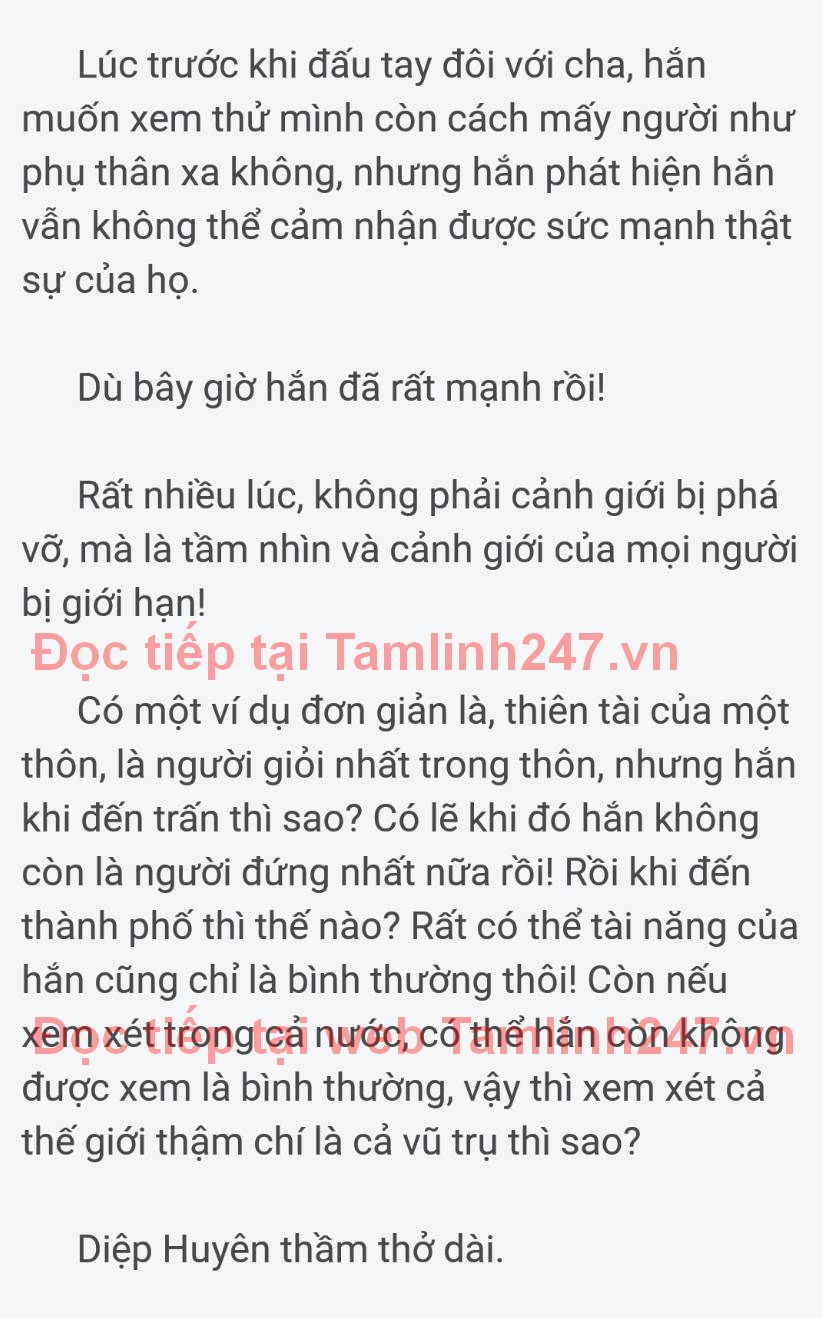 Lúc trước khi đấu tay đôi với cha, hắn
muốn xem thử mình còn cách mấy người như
phụ thân xa không, nhưng hắn phát hiện hắn
vẫn không thể cảm nhận được sức mạnh thật
sự của họ.
Dù bây giờ hắn đã rất mạnh rồi!
Rất nhiều lúc, không phải cảnh giới bị phá
vỡ, mà là tầm nhìn và cảnh giới của mọi người
bị giới hạn!
Đọc tiếp tại Tamlinh247.vn
Có một ví dụ đơn giản là, thiên tài của một
thôn, là người giỏi nhất trong thôn, nhưng hắn
khi đến trấn thì sao? Có lẽ khi đó hắn không
còn là người đứng nhất nữa rồi! Rồi khi đến
thành phố thì thế nào? Rất có thể tài năng của
hắn cũng chỉ là bình thường thôi! Còn nếu
xem xét trong cả nước, có thể hắn còn không
Đọc tiếp tại web Tamlinh247.vn
được xem là bình thường, vậy thì xem xét cả
thế giới thậm chí là cả vũ trụ thì sao?
Diệp Huyên thầm thở dài.